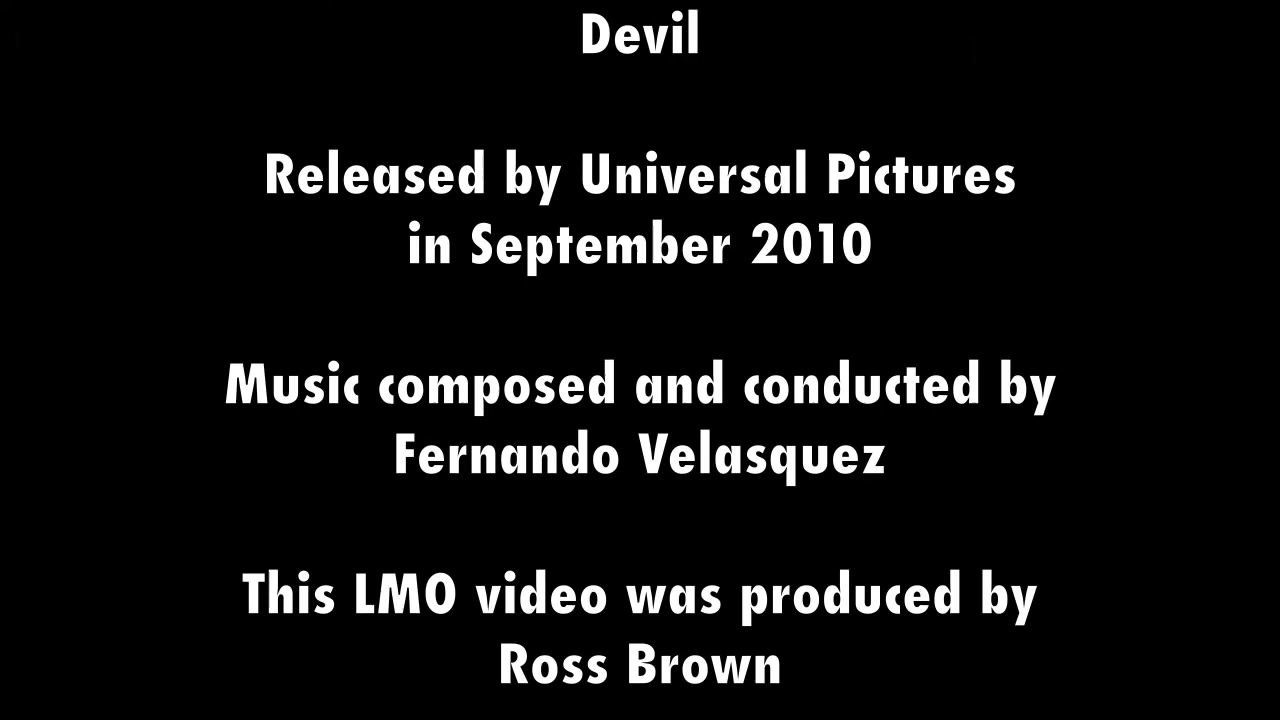 Devil
Released by Universal Pictures
in September 2010
Music composed and conducted by
Fernando Velasquez
This LMO video was produced by
Ross Brown